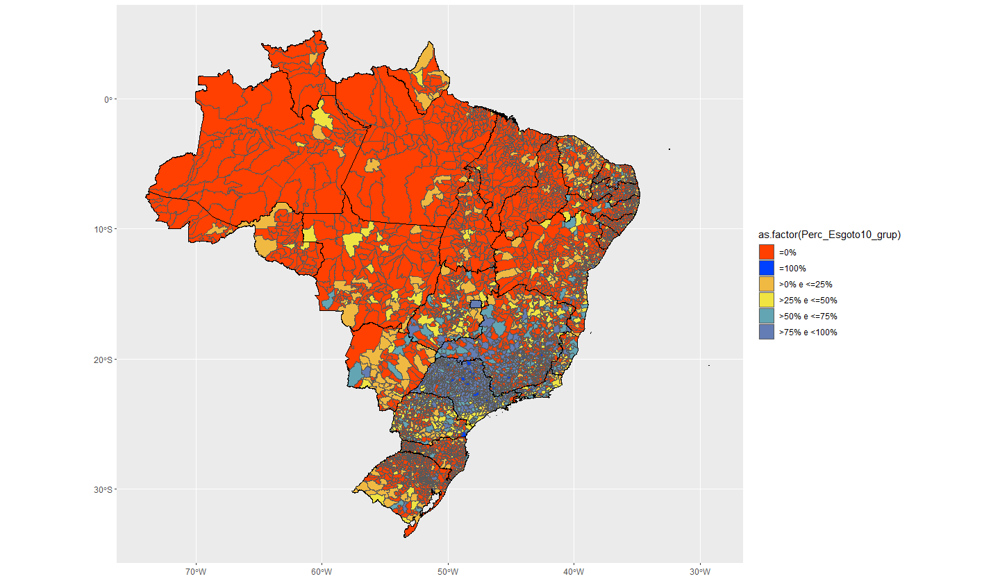 0°
10°S
20°S
30°S
70°W
60°W
50°W
40°W
30°W
as.factor(Perc_Esgoto10_grup)
=0%
=100%
>0% e <=25%
>25% e <=50%
>50% e <=75%
>75% e <100%